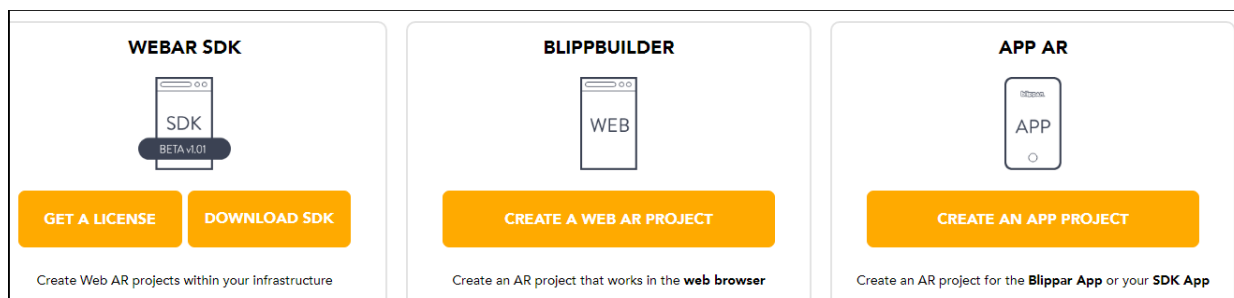 WEBAR SDK
SDK
BETA v1.01
GET A LICENSE
DOWNLOAD SDK
Create Web AR projects within your infrastructure
BLIPPBUILDER
WEB
CREATE A WEB AR PROJECT
Create an AR project that works in the web browser
APP AR
blippar.
APP
CREATE AN APP PROJECT
Create an AR project for the Blippar App or your SDK App